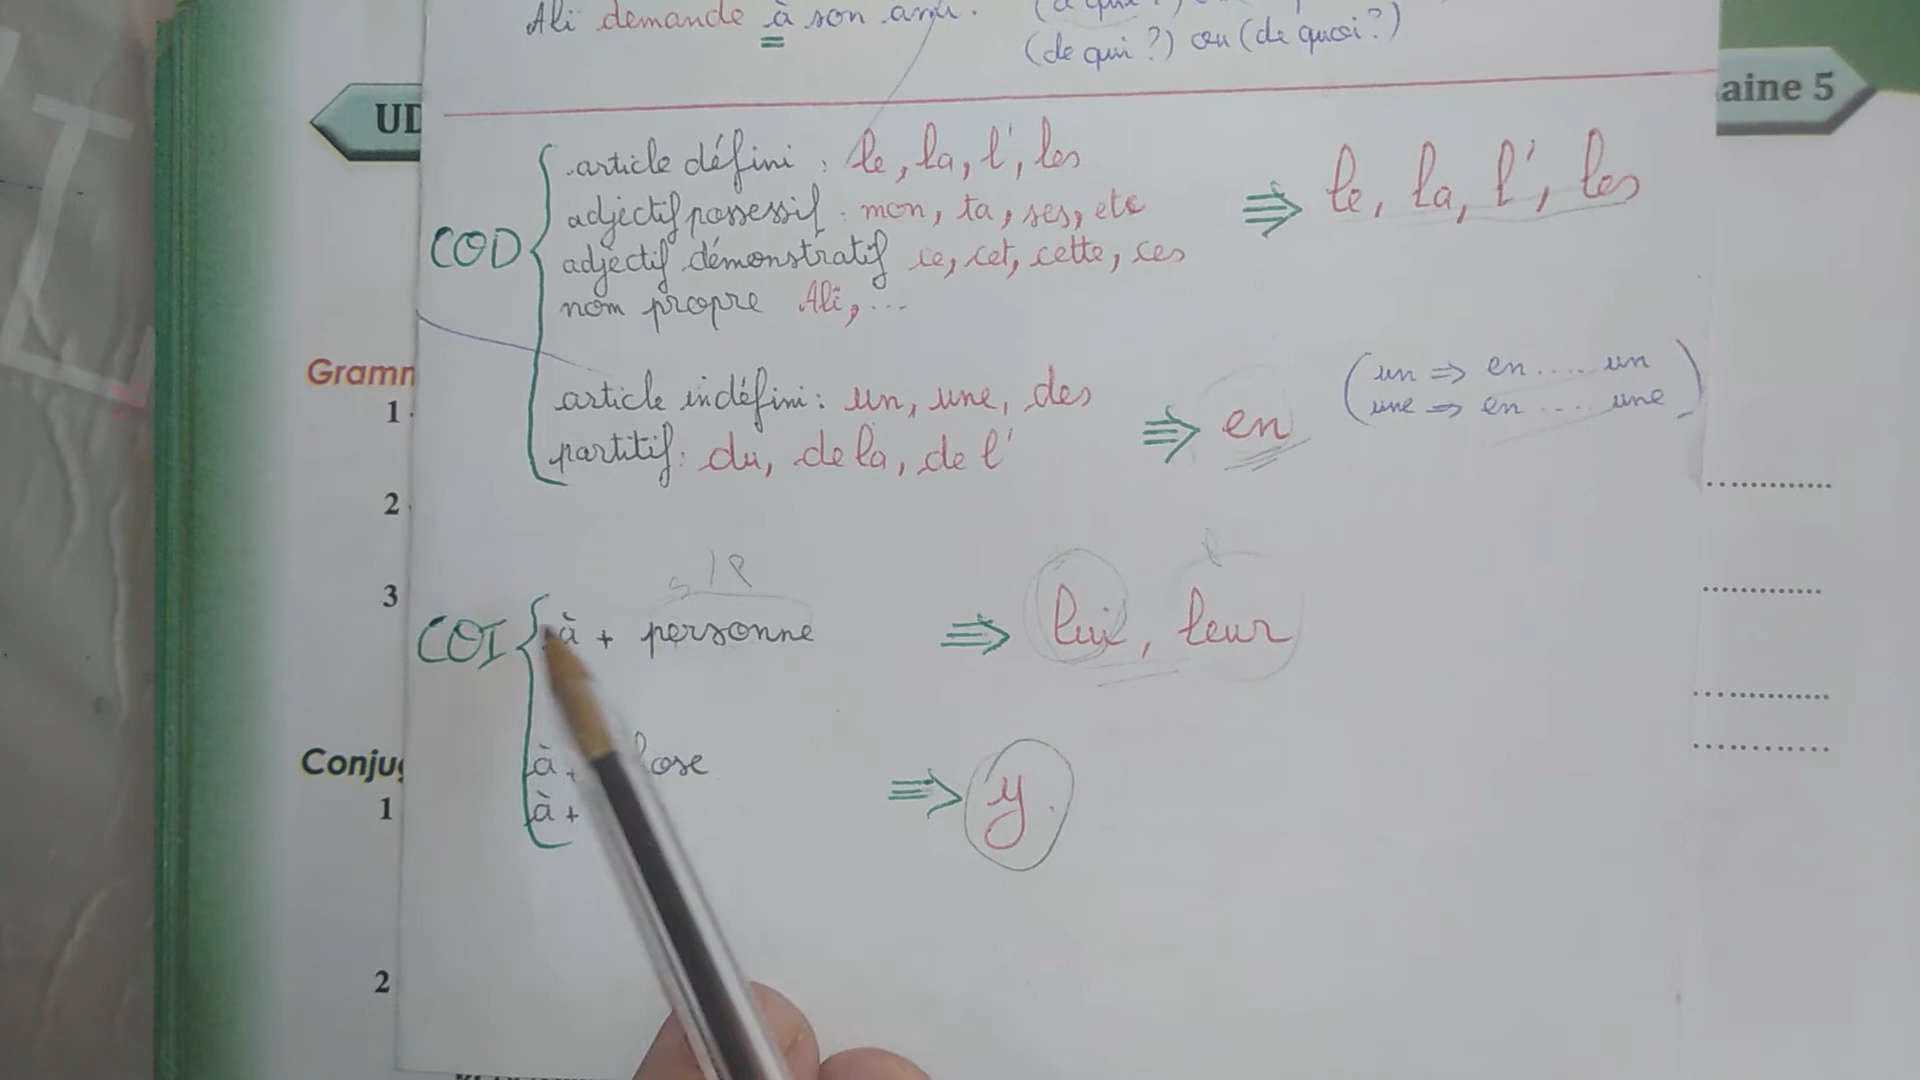 Ali demande à son ami.
(de qui ?) ou (de quoi ?)
UD
aine 5
COD
article défini : le, la, l', les
adjectif possessif : mon, ta, ses, etc
adjectif démonstratif ce, cet, cette, ces
nom propre Ali, ...
⇒ le, la, l', les
article indéfini : un, une, des
partitif : du, de la, de l'
⇒ en
(un ⇒ en .... un
une ⇒ en .... une)
Gramm
1.
2.
3
COI
S / P
à + personne ⇒ lui, leur
à +
à +
⇒ y
Conju
1
2